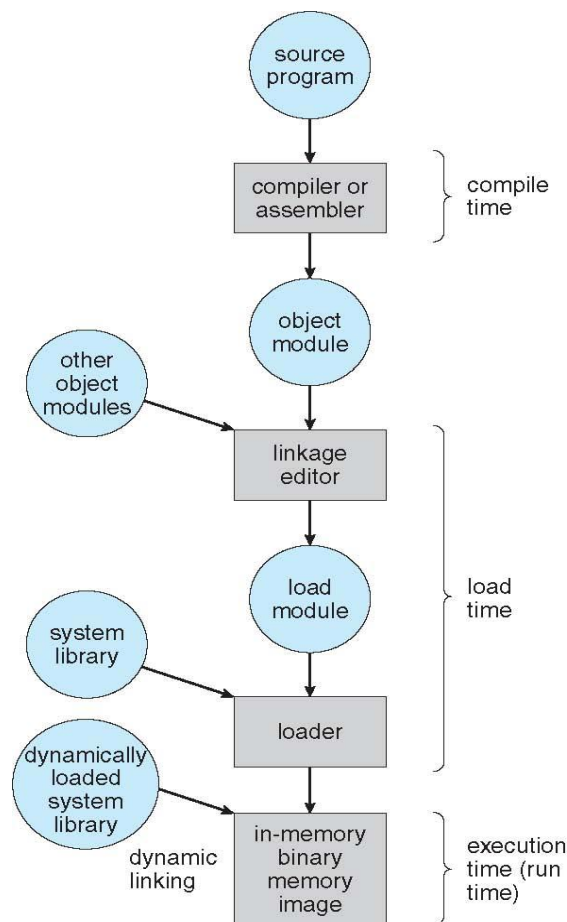 source
program
compiler or
assembler
compile
time
object
module
other
object
modules
linkage
editor
load
module
load
time
system
library
loader
dynamically
loaded
system
library
dynamic
linking
in-memory
binary
memory
image
execution
time (run
time)